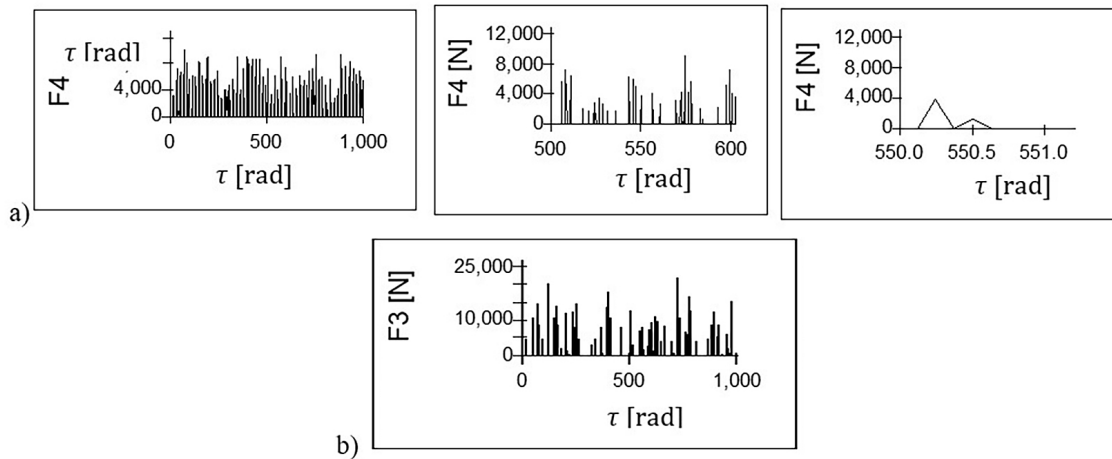 τ [rad]
F4
4,000
0
0 500 1,000
τ [rad]
F4 [N]
12,000
8,000
4,000
0
500 550 600
τ [rad]
F4 [N]
12,000
8,000
4,000
0
550.0 550.5 551.0
τ [rad]
a)
F3 [N]
25,000
10,000
0
0 500 1,000
τ [rad]
b)